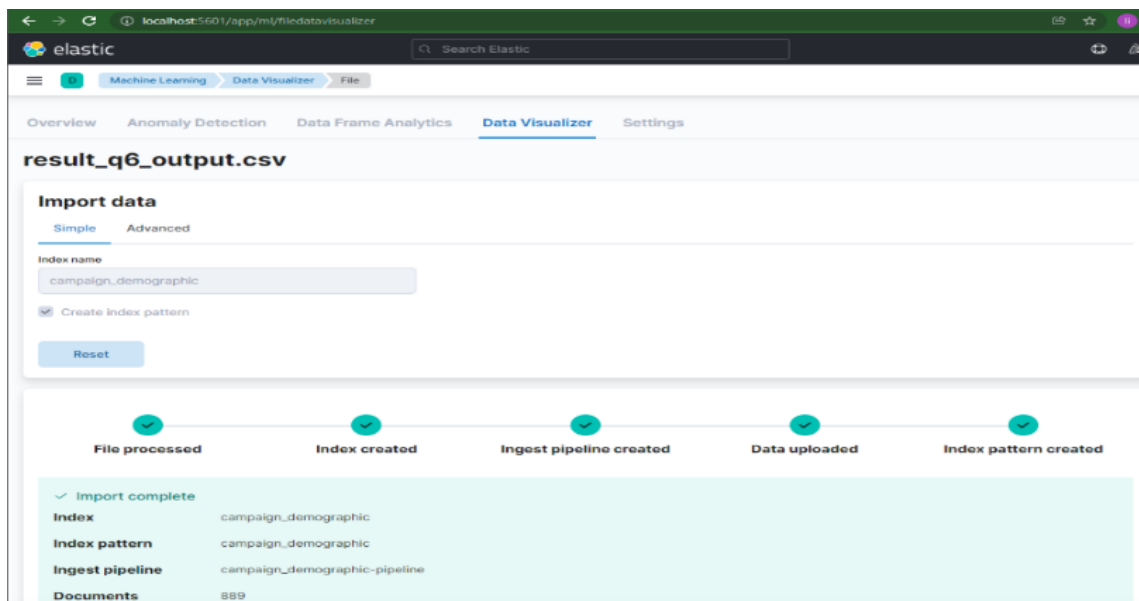 localhost:5601/app/ml/filedatavisualizer
elastic
Search Elastic
D Machine Learning Data Visualizer File
Overview Anomaly Detection Data Frame Analytics Data Visualizer Settings
result_q6_output.csv
Import data
Simple Advanced
Index name
campaign_demographic
Create index pattern
Reset
File processed Index created Ingest pipeline created Data uploaded Index pattern created
Import complete
Index campaign_demographic
Index pattern campaign_demographic
Ingest pipeline campaign_demographic-pipeline
Documents 889